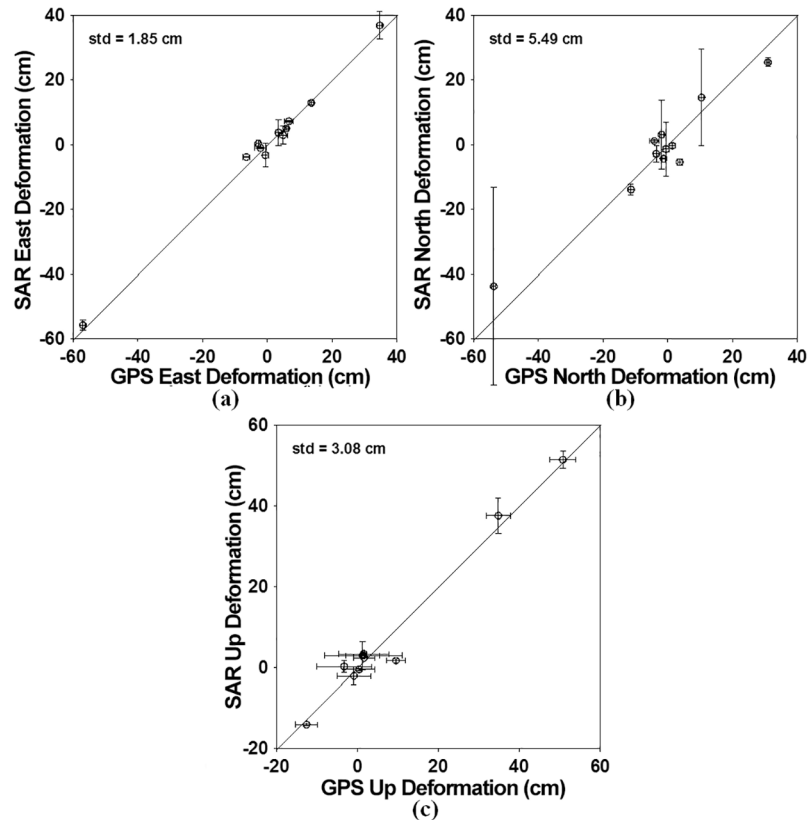 std = 1.85 cm
40
20
0
-20
-40
-60
SAR East Deformation (cm)
-60 -40 -20 0 20 40
GPS East Deformation (cm)
(a)
std = 5.49 cm
40
20
0
-20
-40
-60
SAR North Deformation (cm)
-60 -40 -20 0 20 40
GPS North Deformation (cm)
(b)
std = 3.08 cm
60
40
20
0
-20
SAR Up Deformation (cm)
-20 0 20 40 60
GPS Up Deformation (cm)
(c)